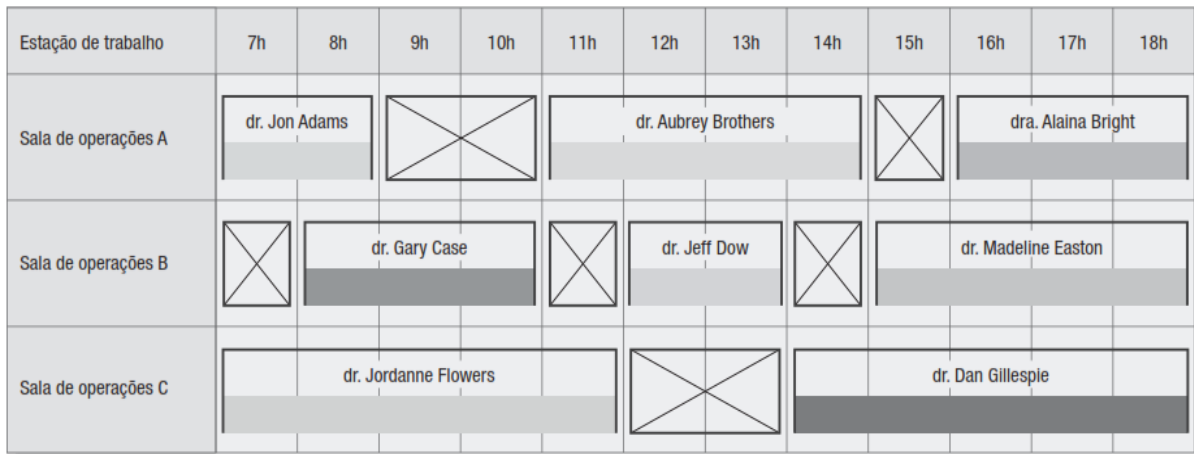 Estação de trabalho 7h 8h 9h 10h 11h 12h 13h 14h 15h 16h 17h 18h
Sala de operações A dr. Jon Adams dr. Aubrey Brothers dra. Alaina Bright
Sala de operações B dr. Gary Case dr. Jeff Dow dr. Madeline Easton
Sala de operações C dr. Jordanne Flowers dr. Dan Gillespie